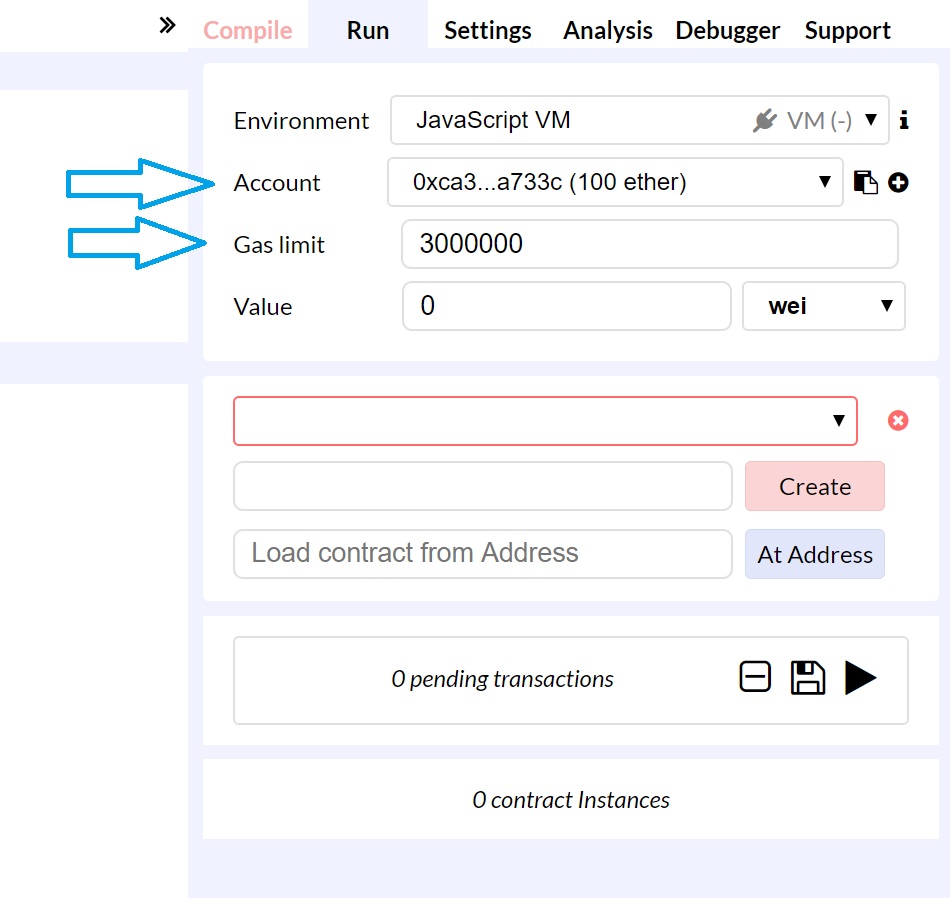 » Compile Run Settings Analysis Debugger Support
Environment JavaScript VM VM (-) ▼ i
Account 0xca3...a733c (100 ether) ▼
Gas limit 3000000
Value 0 wei ▼
▼
Create
Load contract from Address At Address
0 pending transactions
0 contract Instances